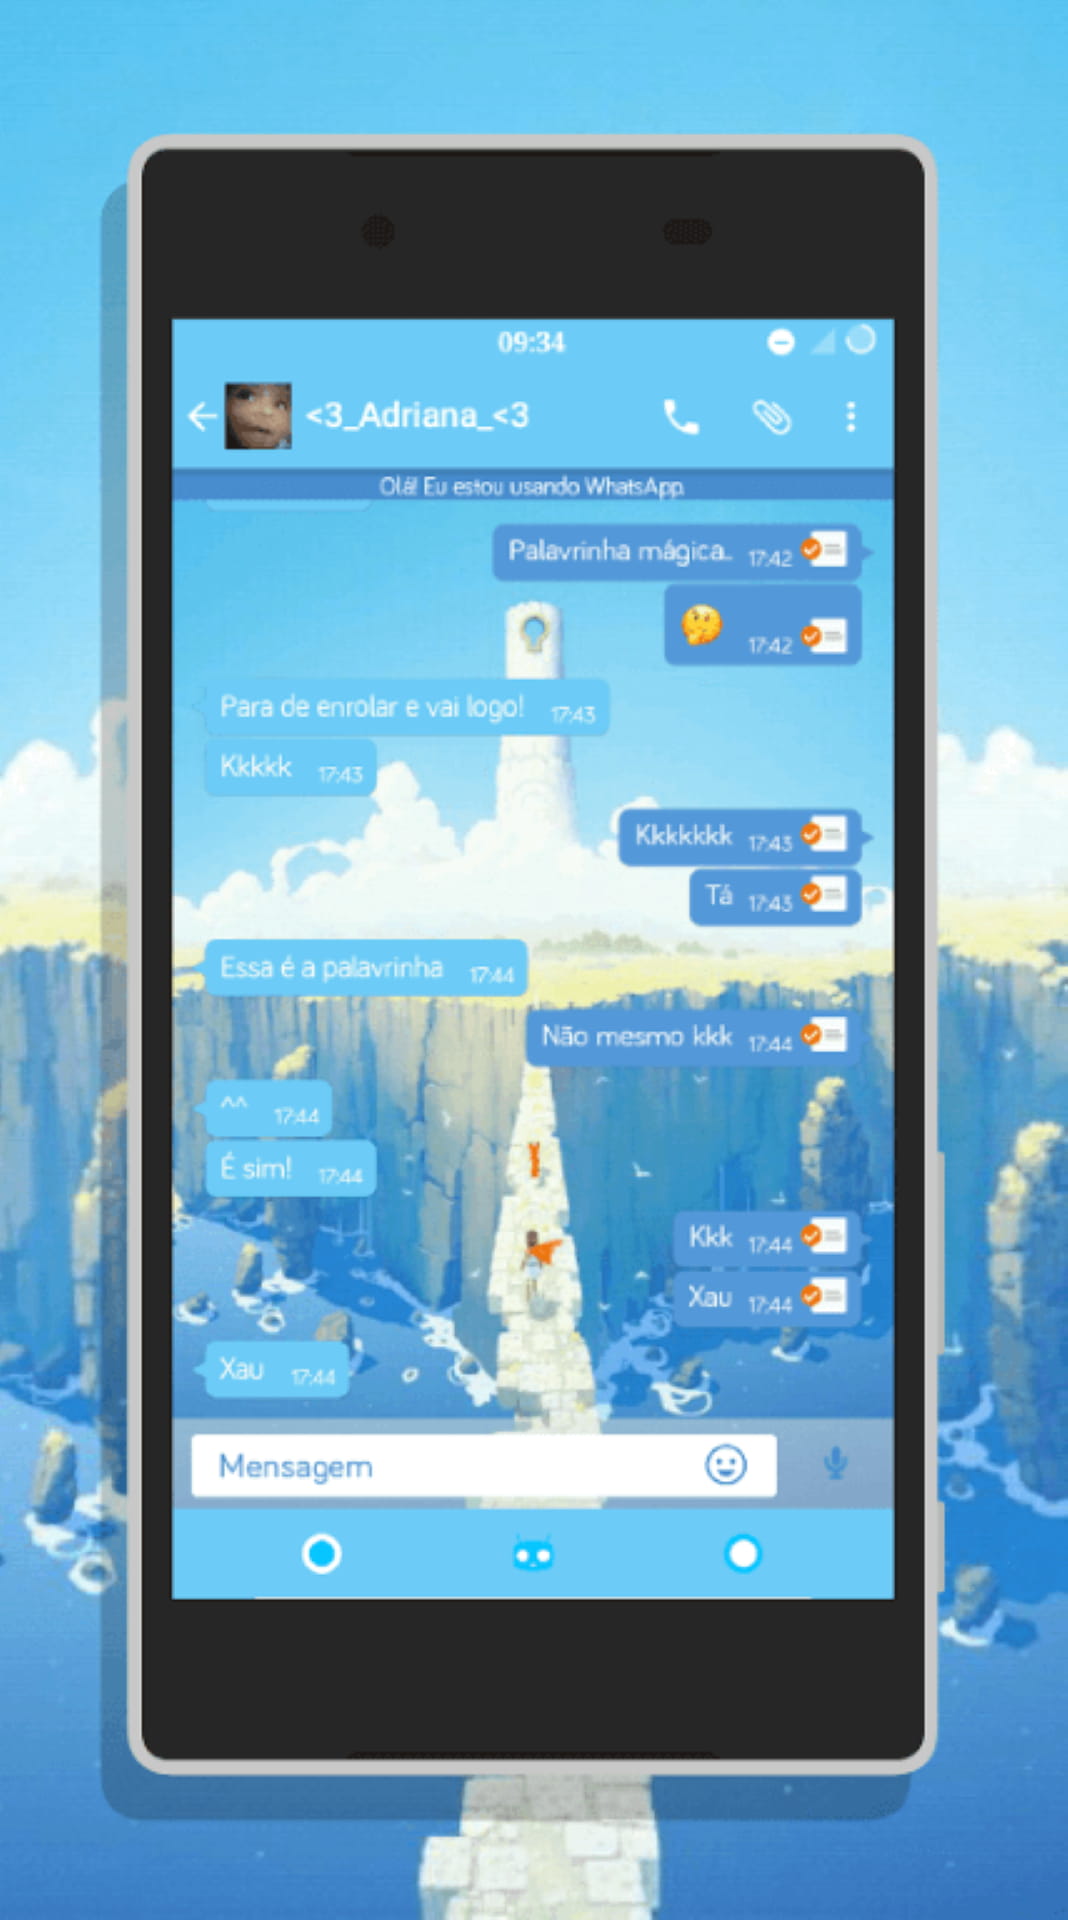 09:34
<3_Adriana_<3
Olá! Eu estou usando WhatsApp.
Palavrinha mágica.. 17:42
🤔 17:42
Para de enrolar e vai logo! 17:43
Kkkkk 17:43
Kkkkkkk 17:43
Tá 17:43
Essa é a palavrinha 17:44
Não mesmo kkk 17:44
^^ 17:44
É sim! 17:44
Kkk 17:44
Xau 17:44
Xau 17:44
Mensagem